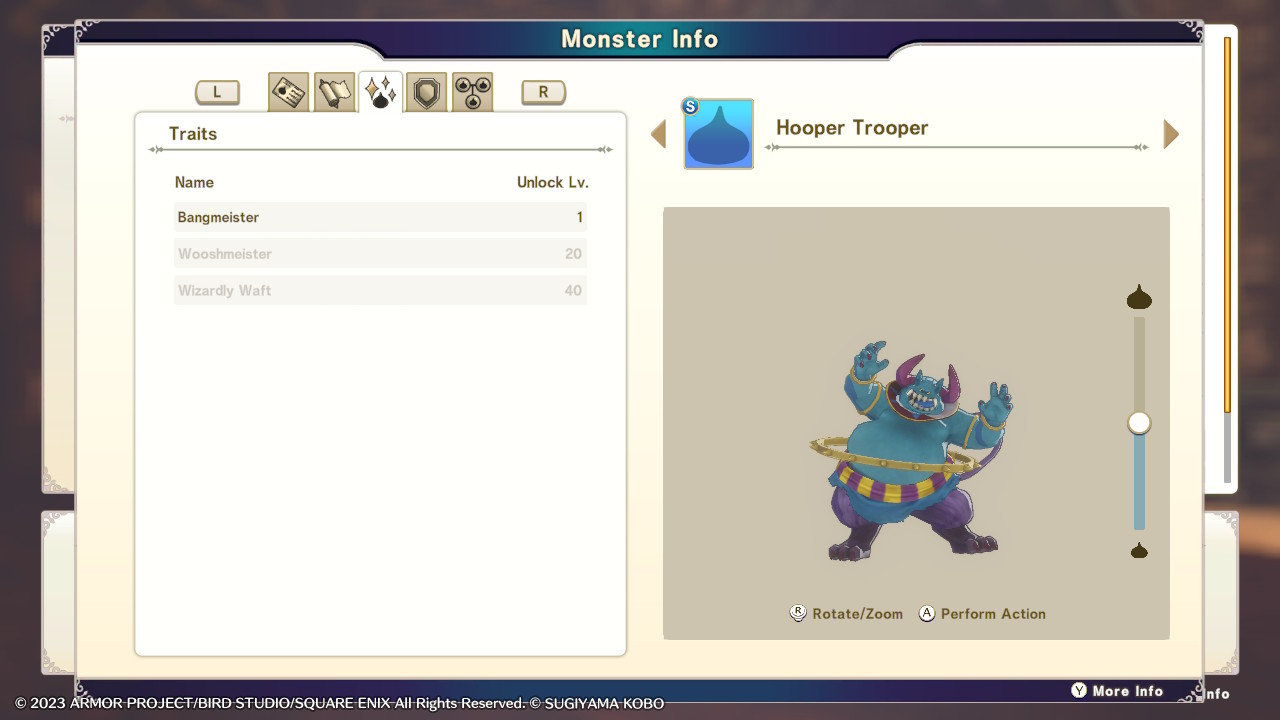 Monster Info
L
R
Traits
Name
Unlock Lv.
Bangmeister
1
Wooshmeister
20
Wizardly Waft
40
S
Hooper Trooper
R Rotate/Zoom
A Perform Action
Y More Info
nfo
© 2023 ARMOR PROJECT/BIRD STUDIO/SQUARE ENIX All Rights Reserved. © SUGIYAMA KOBO